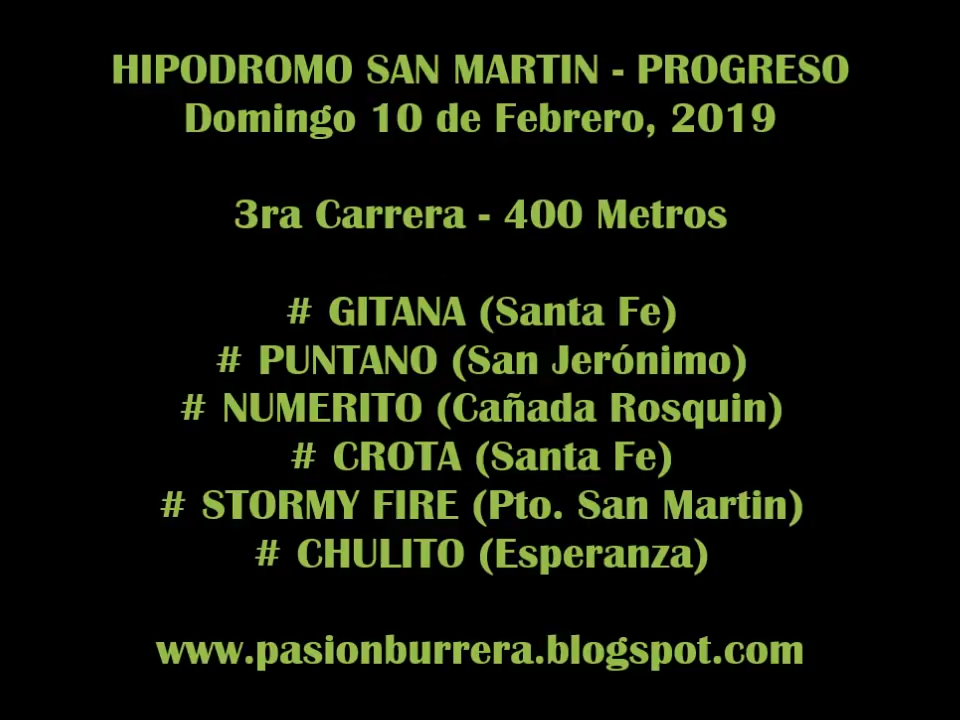 HIPODROMO SAN MARTIN - PROGRESO
Domingo 10 de Febrero, 2019
3ra Carrera - 400 Metros
# GITANA (Santa Fe)
# PUNTANO (San Jerónimo)
# NUMERITO (Cañada Rosquin)
# CROTA (Santa Fe)
# STORMY FIRE (Pto. San Martin)
# CHULITO (Esperanza)
www.pasionburrera.blogspot.com